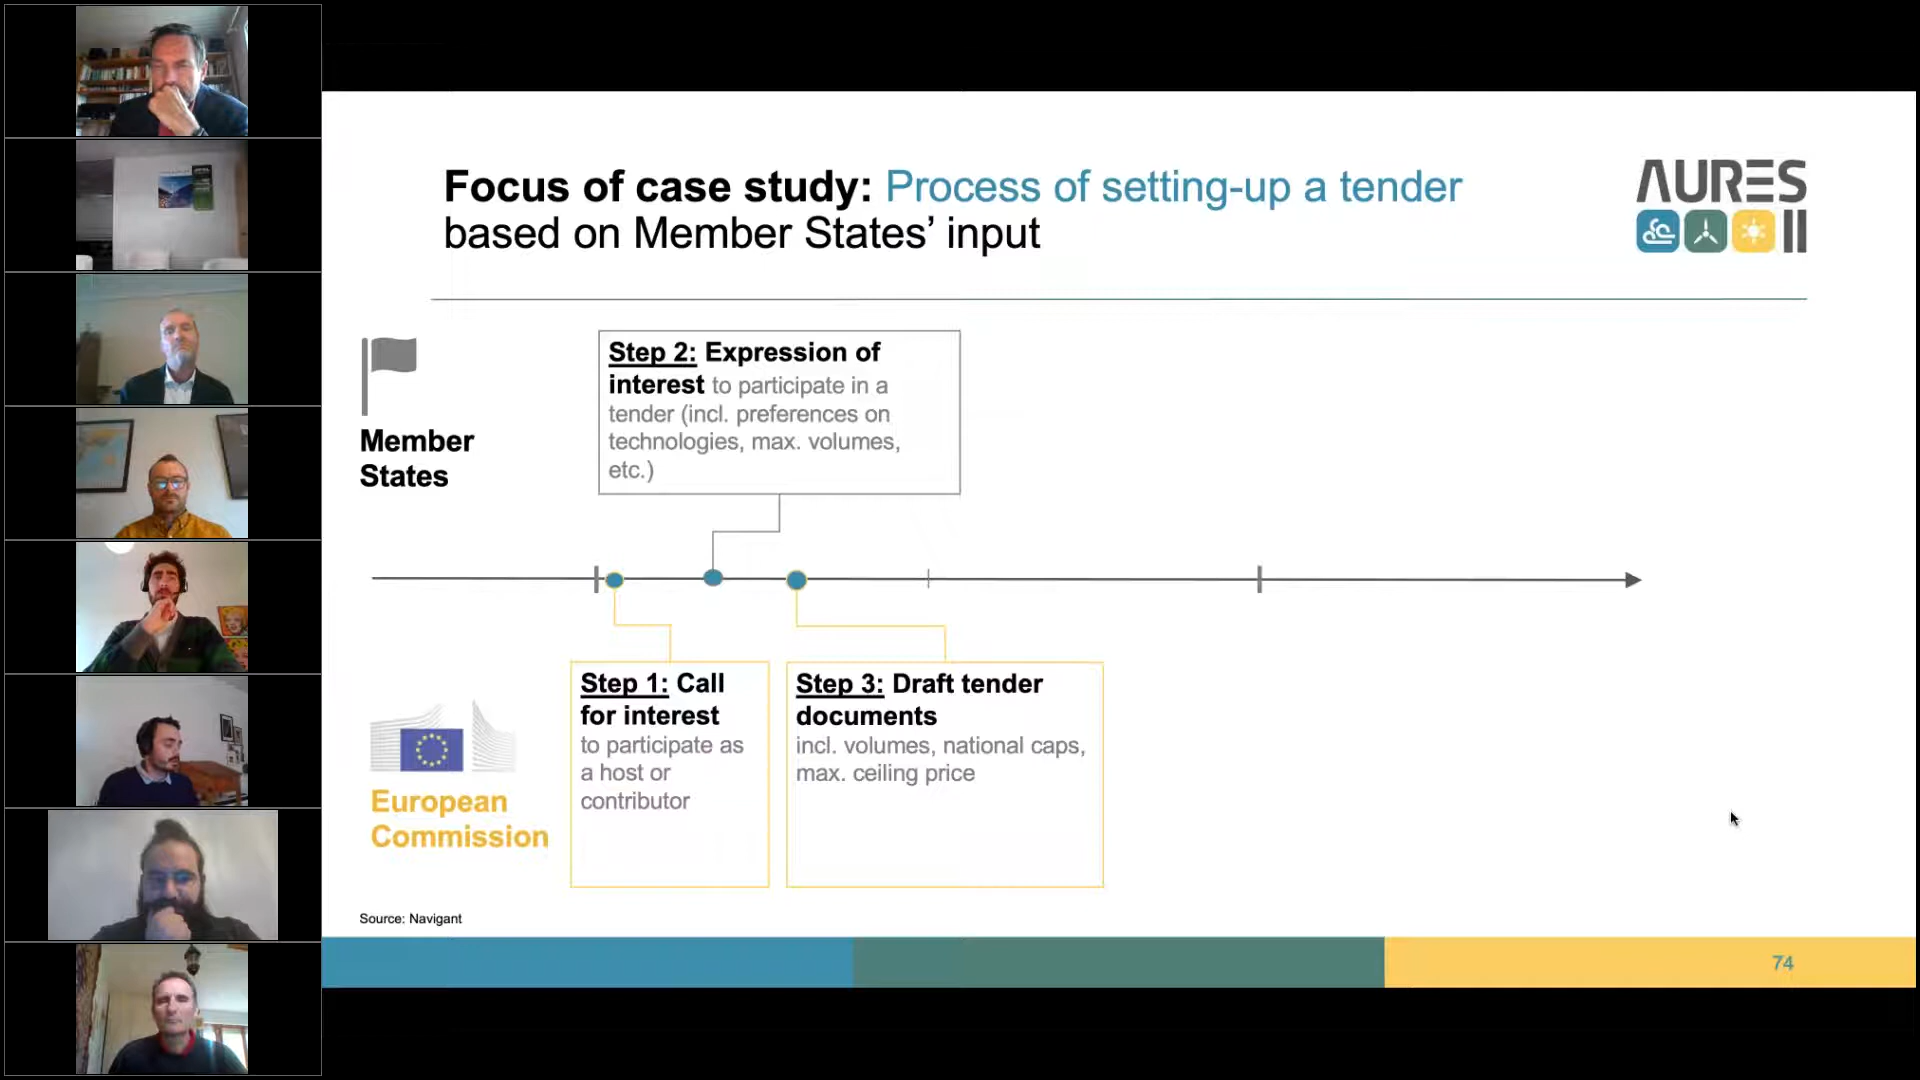 Focus of case study: Process of setting-up a tender
based on Member States’ input
AURES
II
Member
States
Step 2: Expression of
interest to participate in a
tender (incl. preferences on
technologies, max. volumes,
etc.)
European
Commission
Step 1: Call
for interest
to participate as
a host or
contributor
Step 3: Draft tender
documents
incl. volumes, national caps,
max. ceiling price
Source: Navigant
74